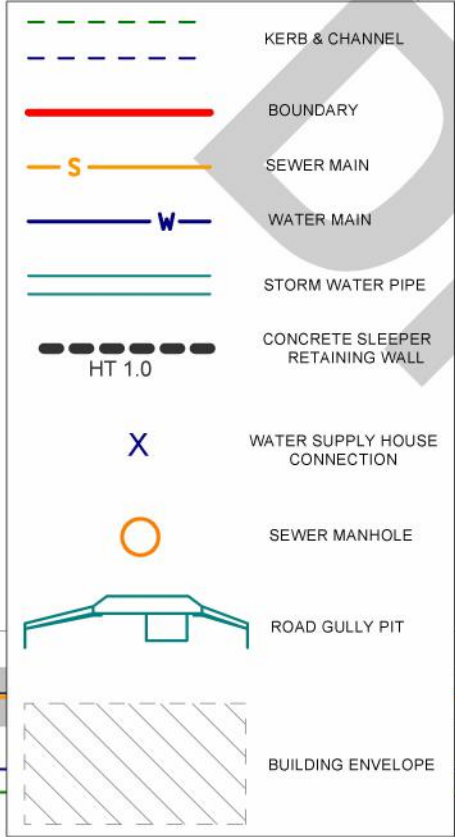 KERB & CHANNEL
BOUNDARY
S
SEWER MAIN
W
WATER MAIN
STORM WATER PIPE
HT 1.0
CONCRETE SLEEPER
RETAINING WALL
X
WATER SUPPLY HOUSE
CONNECTION
SEWER MANHOLE
ROAD GULLY PIT
BUILDING ENVELOPE